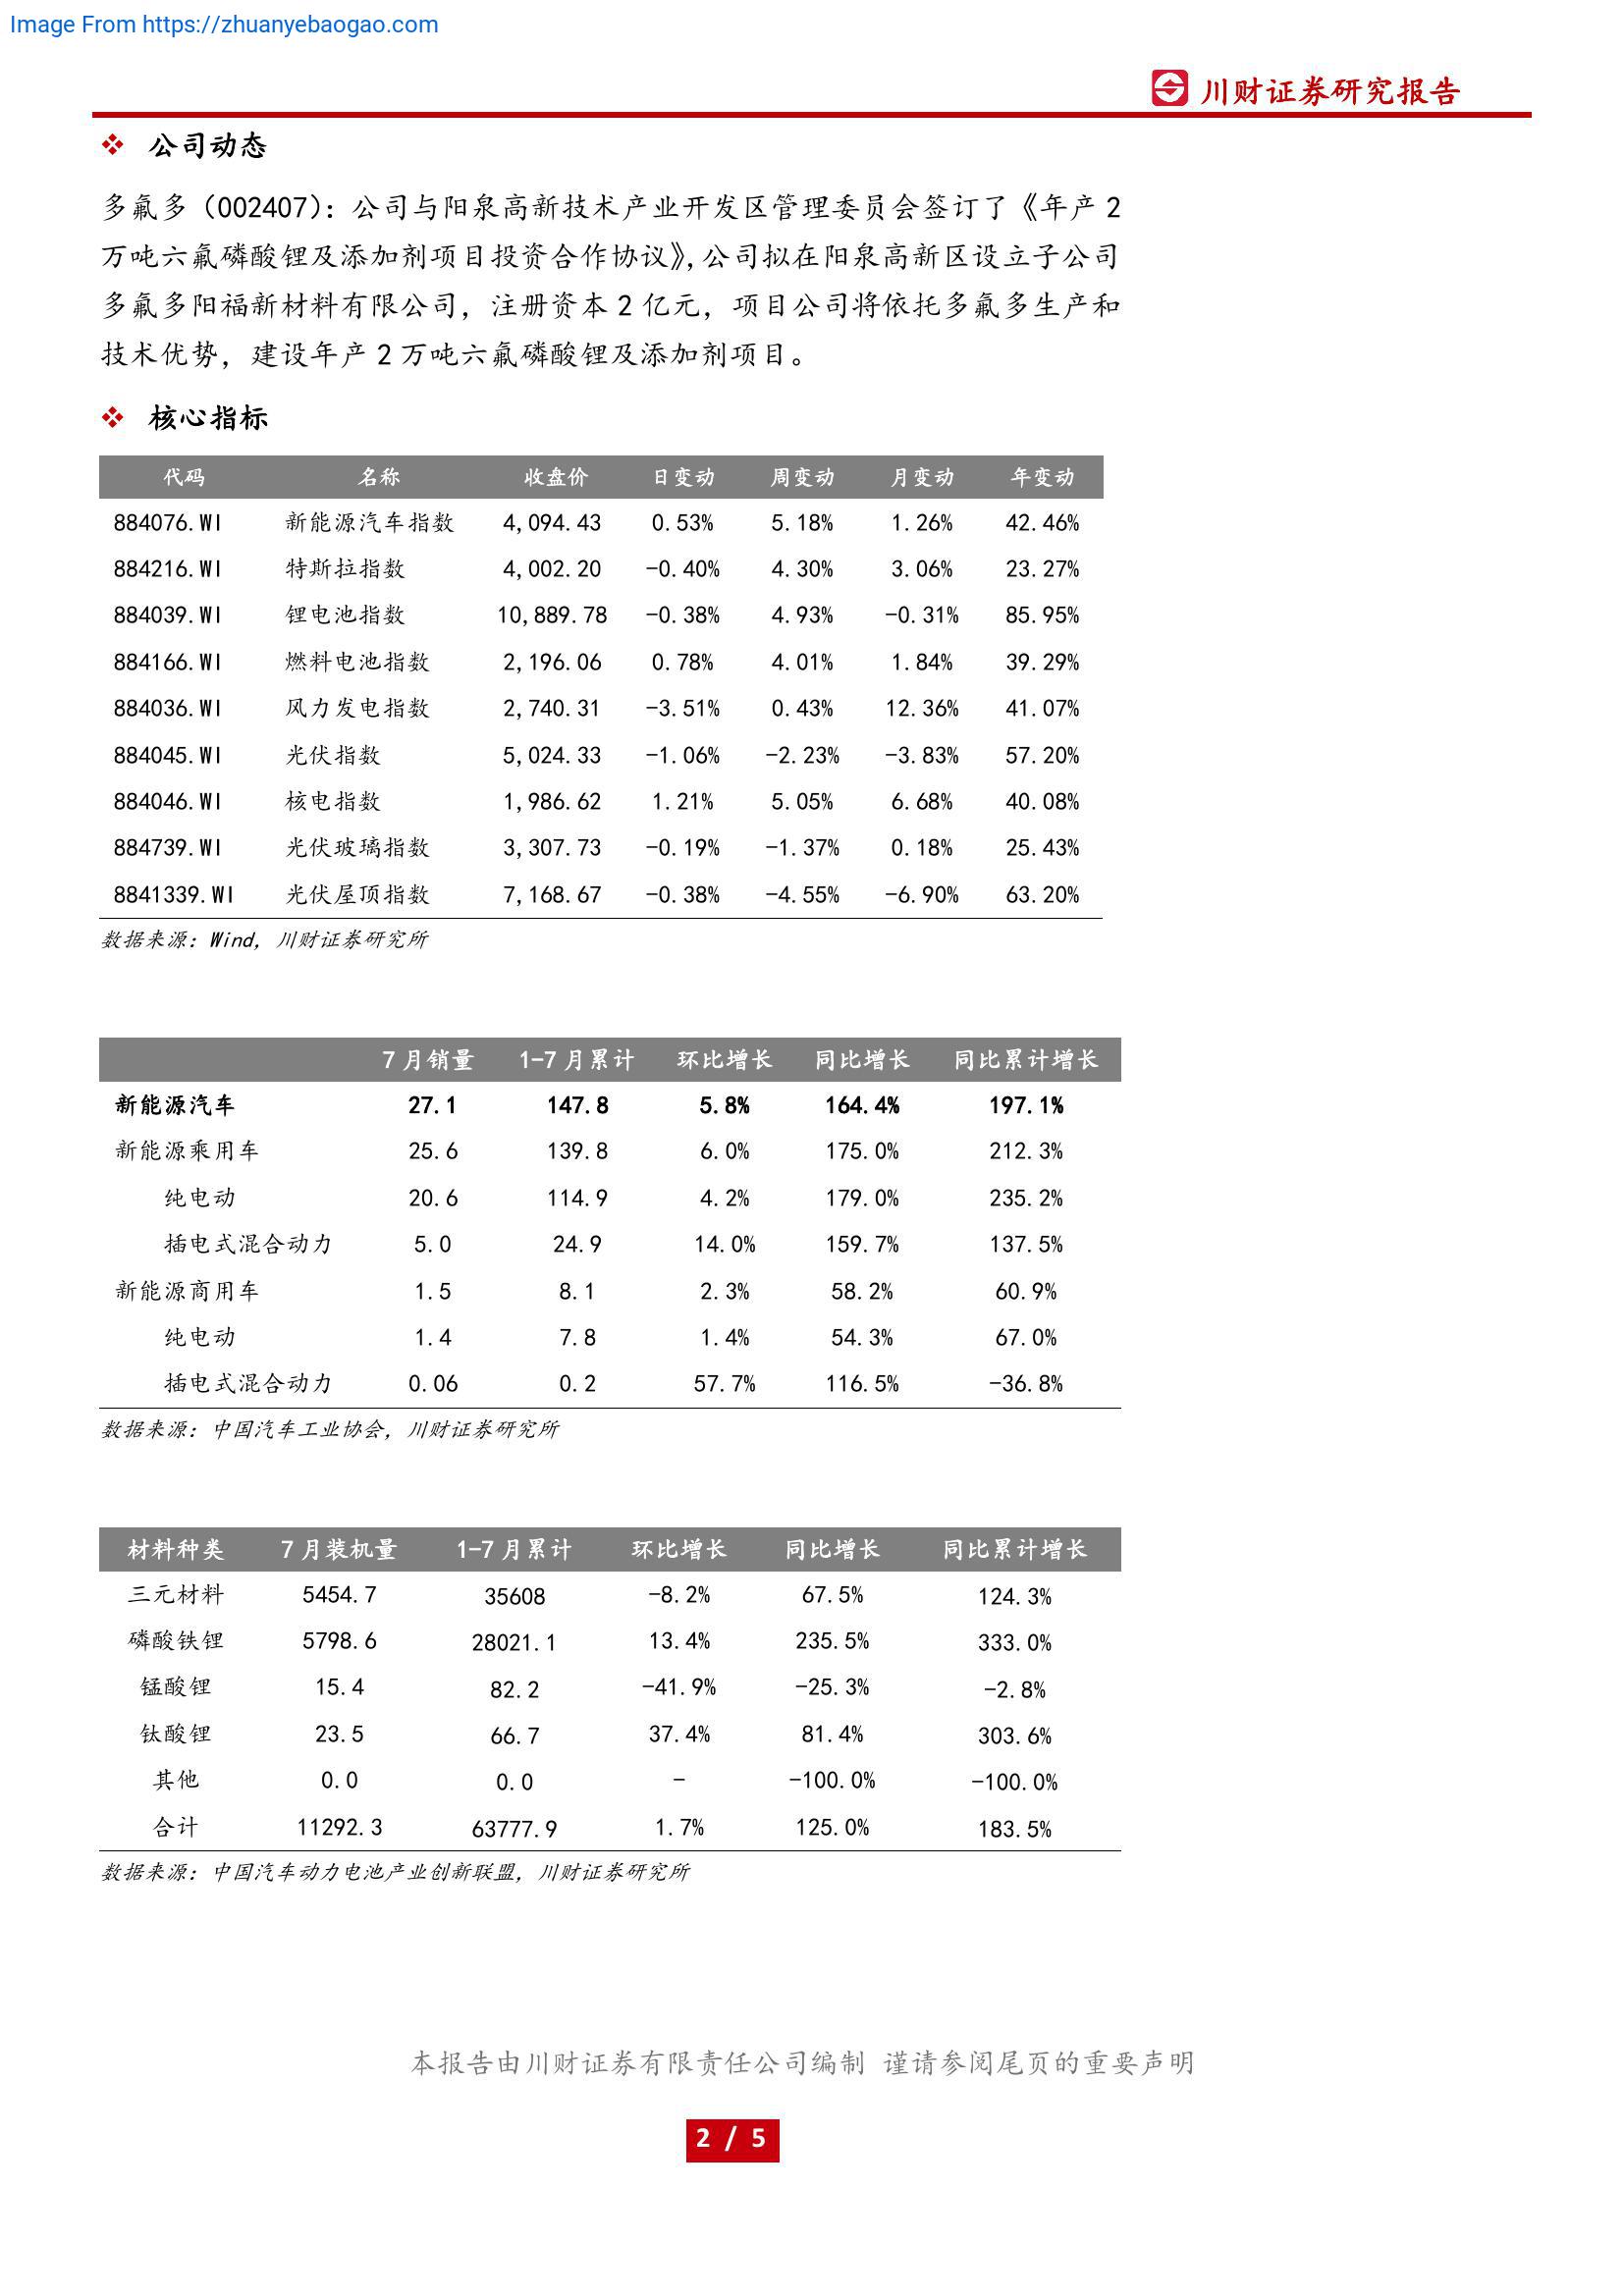 Image From https://zhuanyebaogao.com
川财证券研究报告
公司动态
多氟多（002407）：公司与阳泉高新技术产业开发区管理委员会签订了《年产 2
万吨六氟磷酸锂及添加剂项目投资合作协议》，公司拟在阳泉高新区设立子公司
多氟多阳福新材料有限公司，注册资本 2 亿元，项目公司将依托多氟多生产和
技术优势，建设年产 2 万吨六氟磷酸锂及添加剂项目。
核心指标
代码 名称 收盘价 日变动 周变动 月变动 年变动
884076.WI 新能源汽车指数 4,094.43 0.53% 5.18% 1.26% 42.46%
884216.WI 特斯拉指数 4,002.20 -0.40% 4.30% 3.06% 23.27%
884039.WI 锂电池指数 10,889.78 -0.38% 4.93% -0.31% 85.95%
884166.WI 燃料电池指数 2,196.06 0.78% 4.01% 1.84% 39.29%
884036.WI 风力发电指数 2,740.31 -3.51% 0.43% 12.36% 41.07%
884045.WI 光伏指数 5,024.33 -1.06% -2.23% -3.83% 57.20%
884046.WI 核电指数 1,986.62 1.21% 5.05% 6.68% 40.08%
884739.WI 光伏玻璃指数 3,307.73 -0.19% -1.37% 0.18% 25.43%
8841339.WI 光伏屋顶指数 7,168.67 -0.38% -4.55% -6.90% 63.20%
数据来源：Wind，川财证券研究所
7 月销量 1-7 月累计 环比增长 同比增长 同比累计增长
新能源汽车 27.1 147.8 5.8% 164.4% 197.1%
新能源乘用车 25.6 139.8 6.0% 175.0% 212.3%
纯电动 20.6 114.9 4.2% 179.0% 235.2%
插电式混合动力 5.0 24.9 14.0% 159.7% 137.5%
新能源商用车 1.5 8.1 2.3% 58.2% 60.9%
纯电动 1.4 7.8 1.4% 54.3% 67.0%
插电式混合动力 0.06 0.2 57.7% 116.5% -36.8%
数据来源：中国汽车工业协会，川财证券研究所
材料种类 7 月装机量 1-7 月累计 环比增长 同比增长 同比累计增长
三元材料 5454.7 35608 -8.2% 67.5% 124.3%
磷酸铁锂 5798.6 28021.1 13.4% 235.5% 333.0%
锰酸锂 15.4 82.2 -41.9% -25.3% -2.8%
钛酸锂 23.5 66.7 37.4% 81.4% 303.6%
其他 0.0 0.0 - -100.0% -100.0%
合计 11292.3 63777.9 1.7% 125.0% 183.5%
数据来源：中国汽车动力电池产业创新联盟，川财证券研究所
本报告由川财证券有限责任公司编制 谨请参阅尾页的重要声明
2 / 5